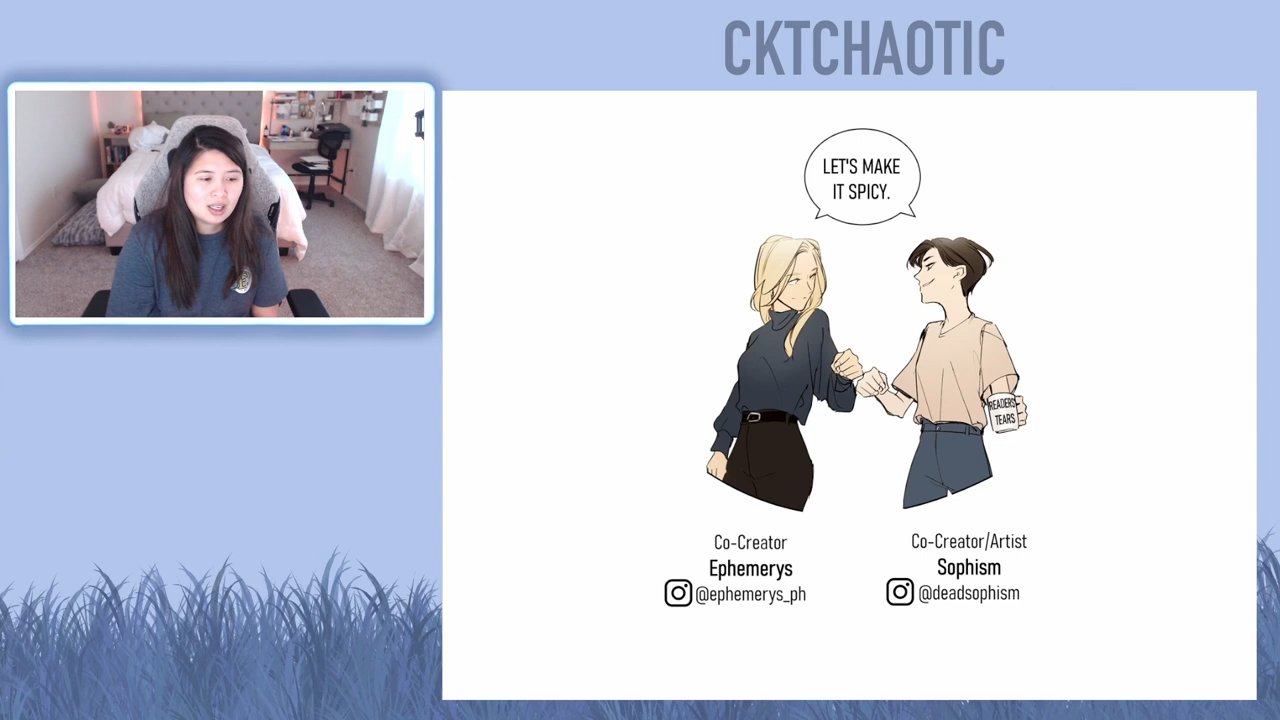 CKTCHAOTIC
LET'S MAKE
IT SPICY.
READERS'
TEARS
Co-Creator
Ephemerys
@ephemerys_ph
Co-Creator/Artist
Sophism
@deadsophism